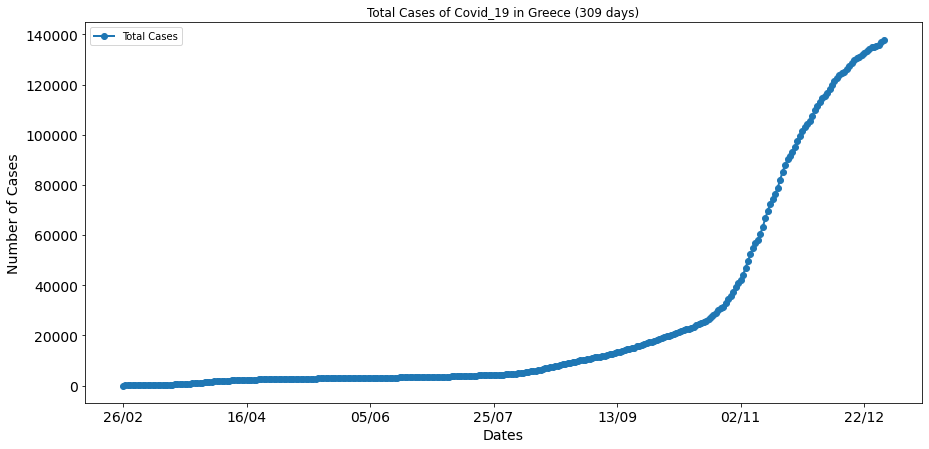 Total Cases of Covid_19 in Greece (309 days)
Total Cases
140000
120000
100000
80000
60000
40000
20000
0
Number of Cases
26/02 16/04 05/06 25/07 13/09 02/11 22/12
Dates